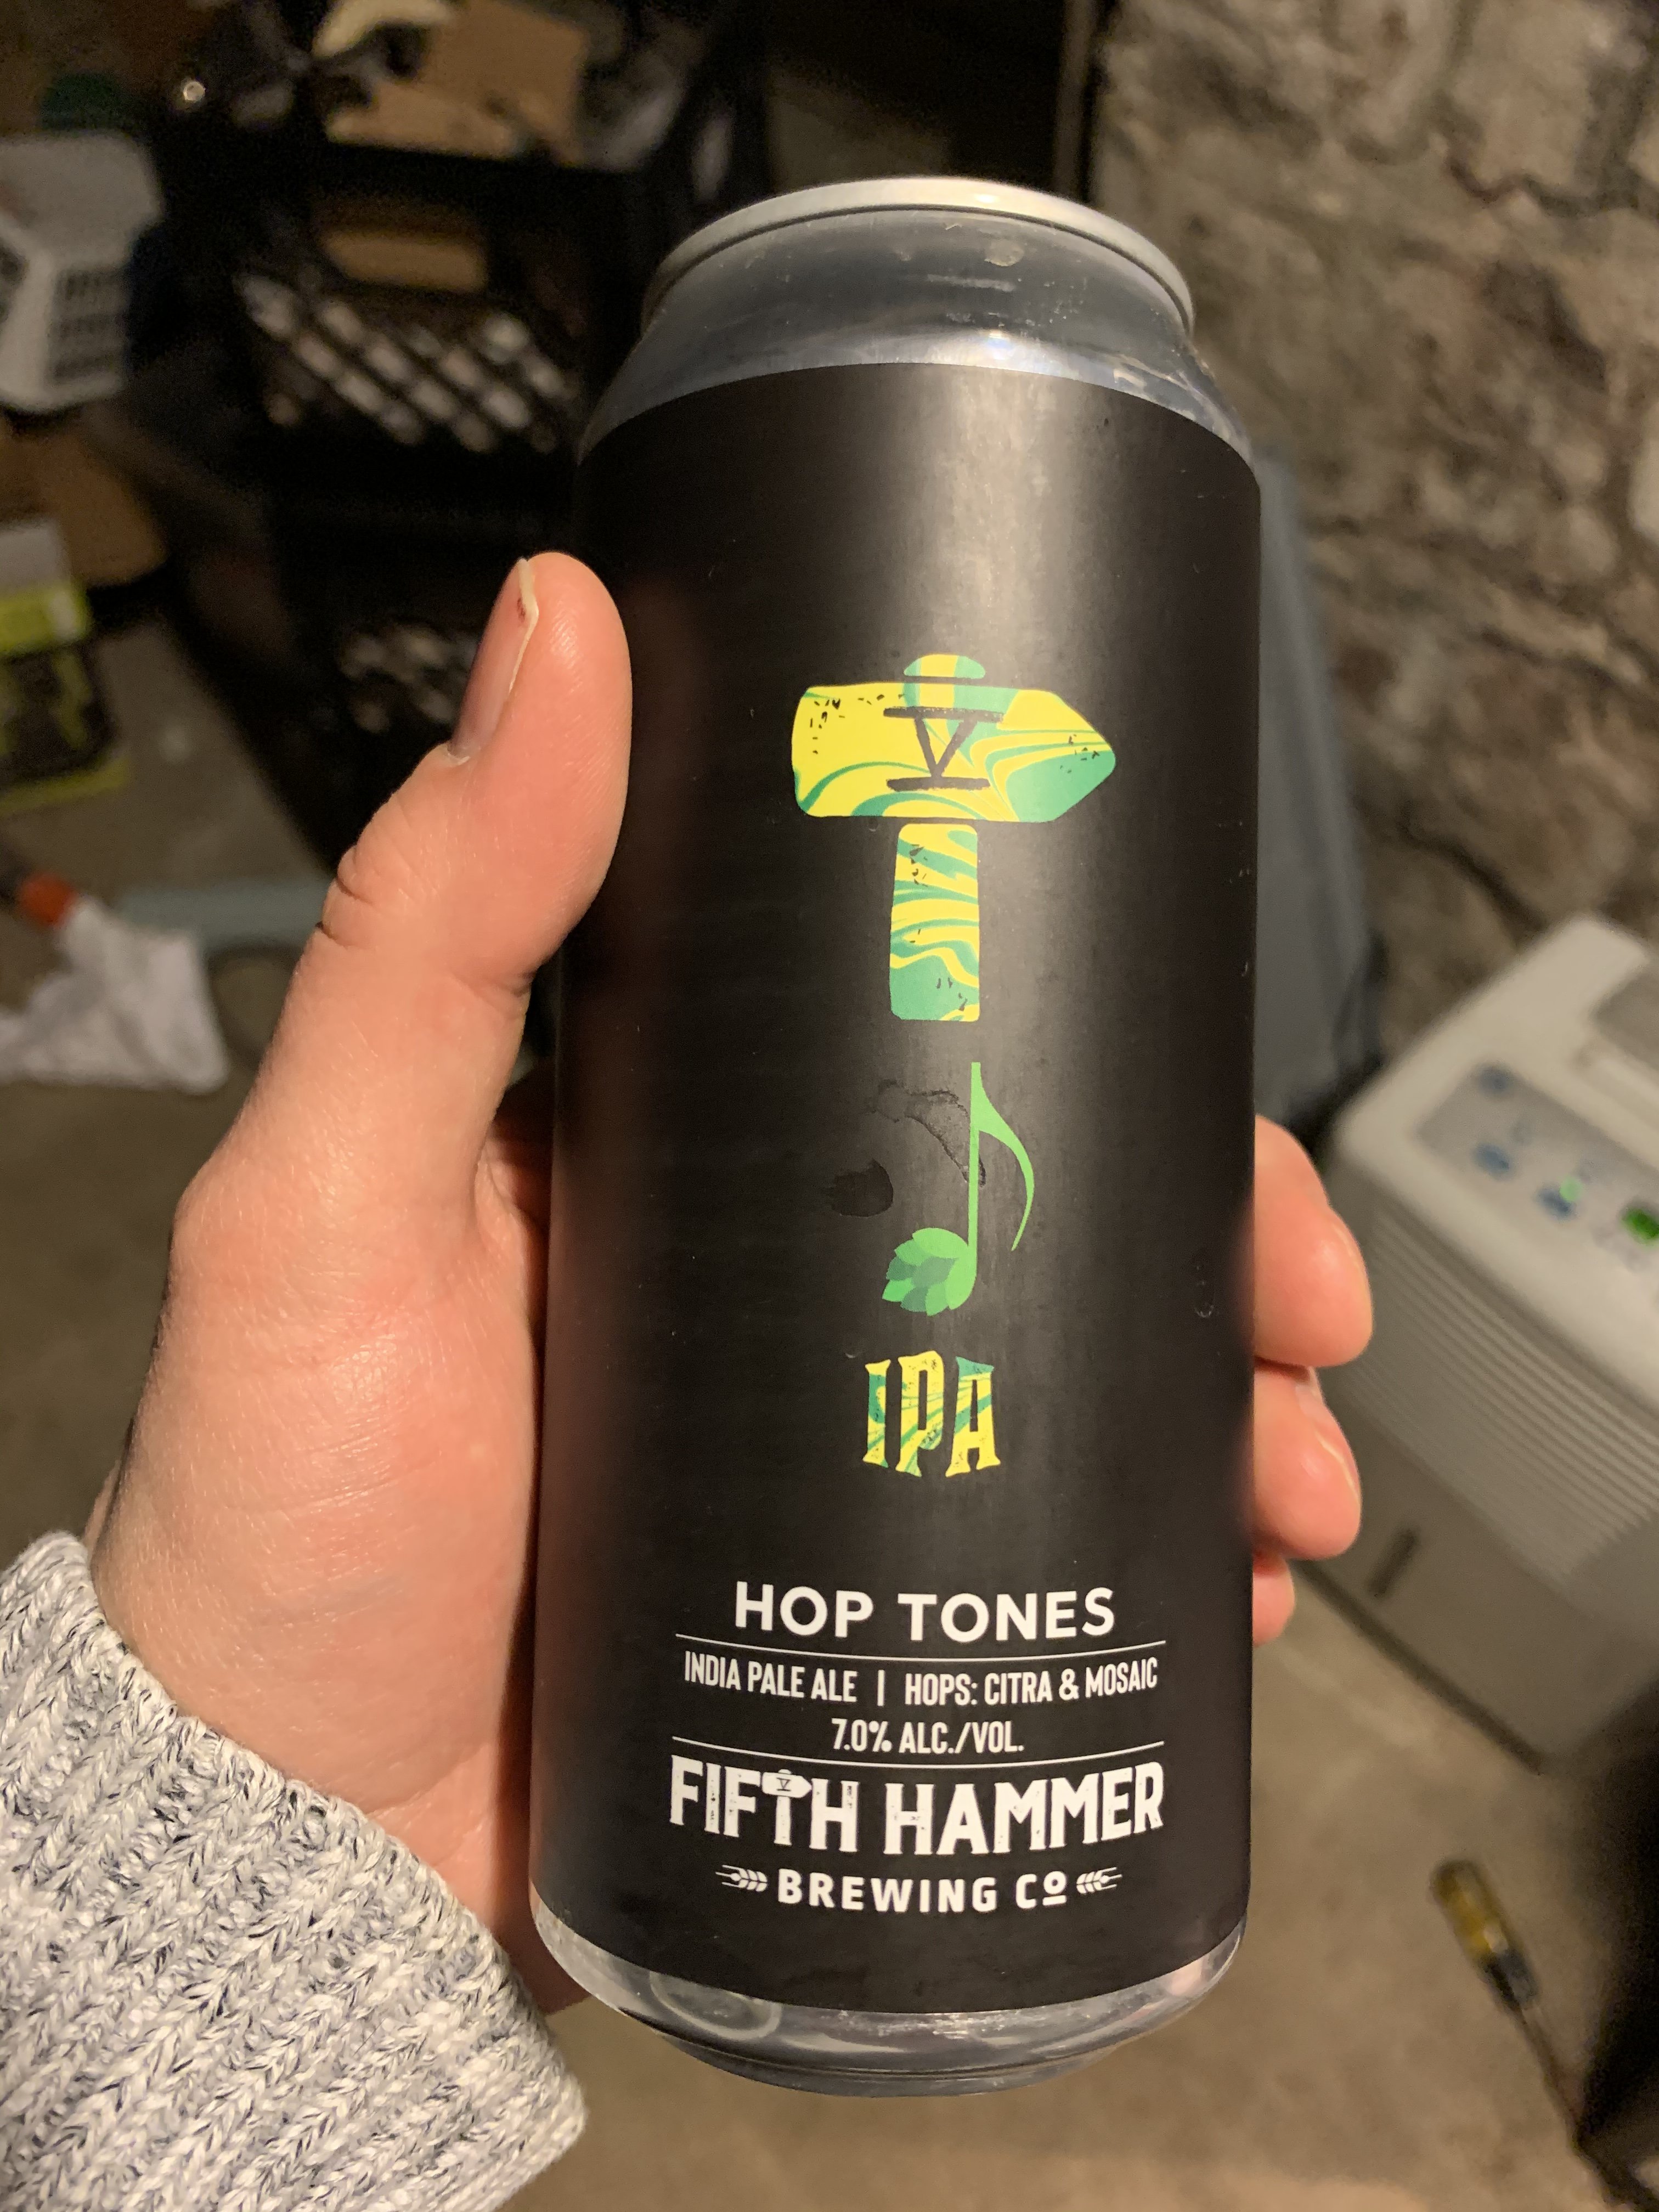 V
IPA
HOP TONES
INDIA PALE ALE | HOPS: CITRA & MOSAIC
7.0% ALC./VOL.
FIFTH HAMMER
BREWING Cº